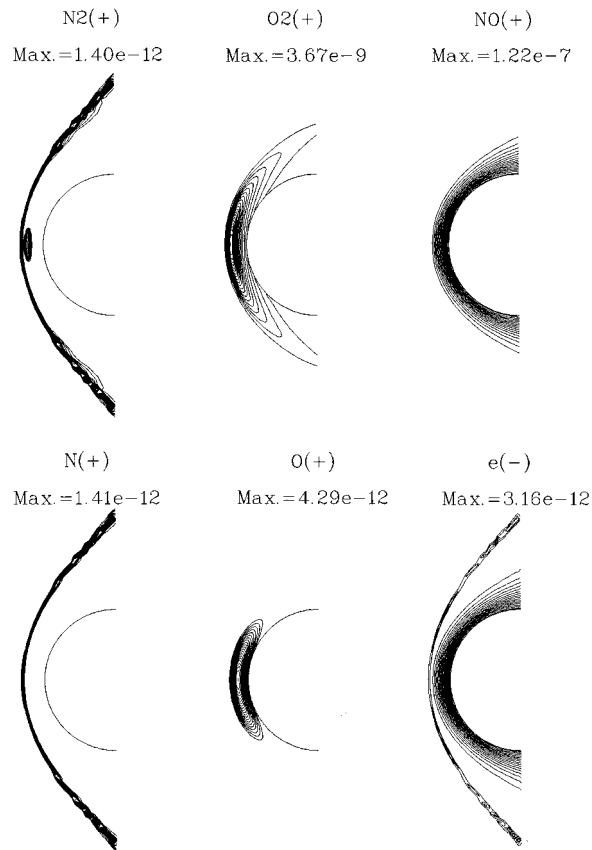 N2(+) O2(+) NO(+)
Max.=1.40e-12 Max.=3.67e-9 Max.=1.22e-7
N(+) O(+) e(-)
Max.=1.41e-12 Max.=4.29e-12 Max.=3.16e-12